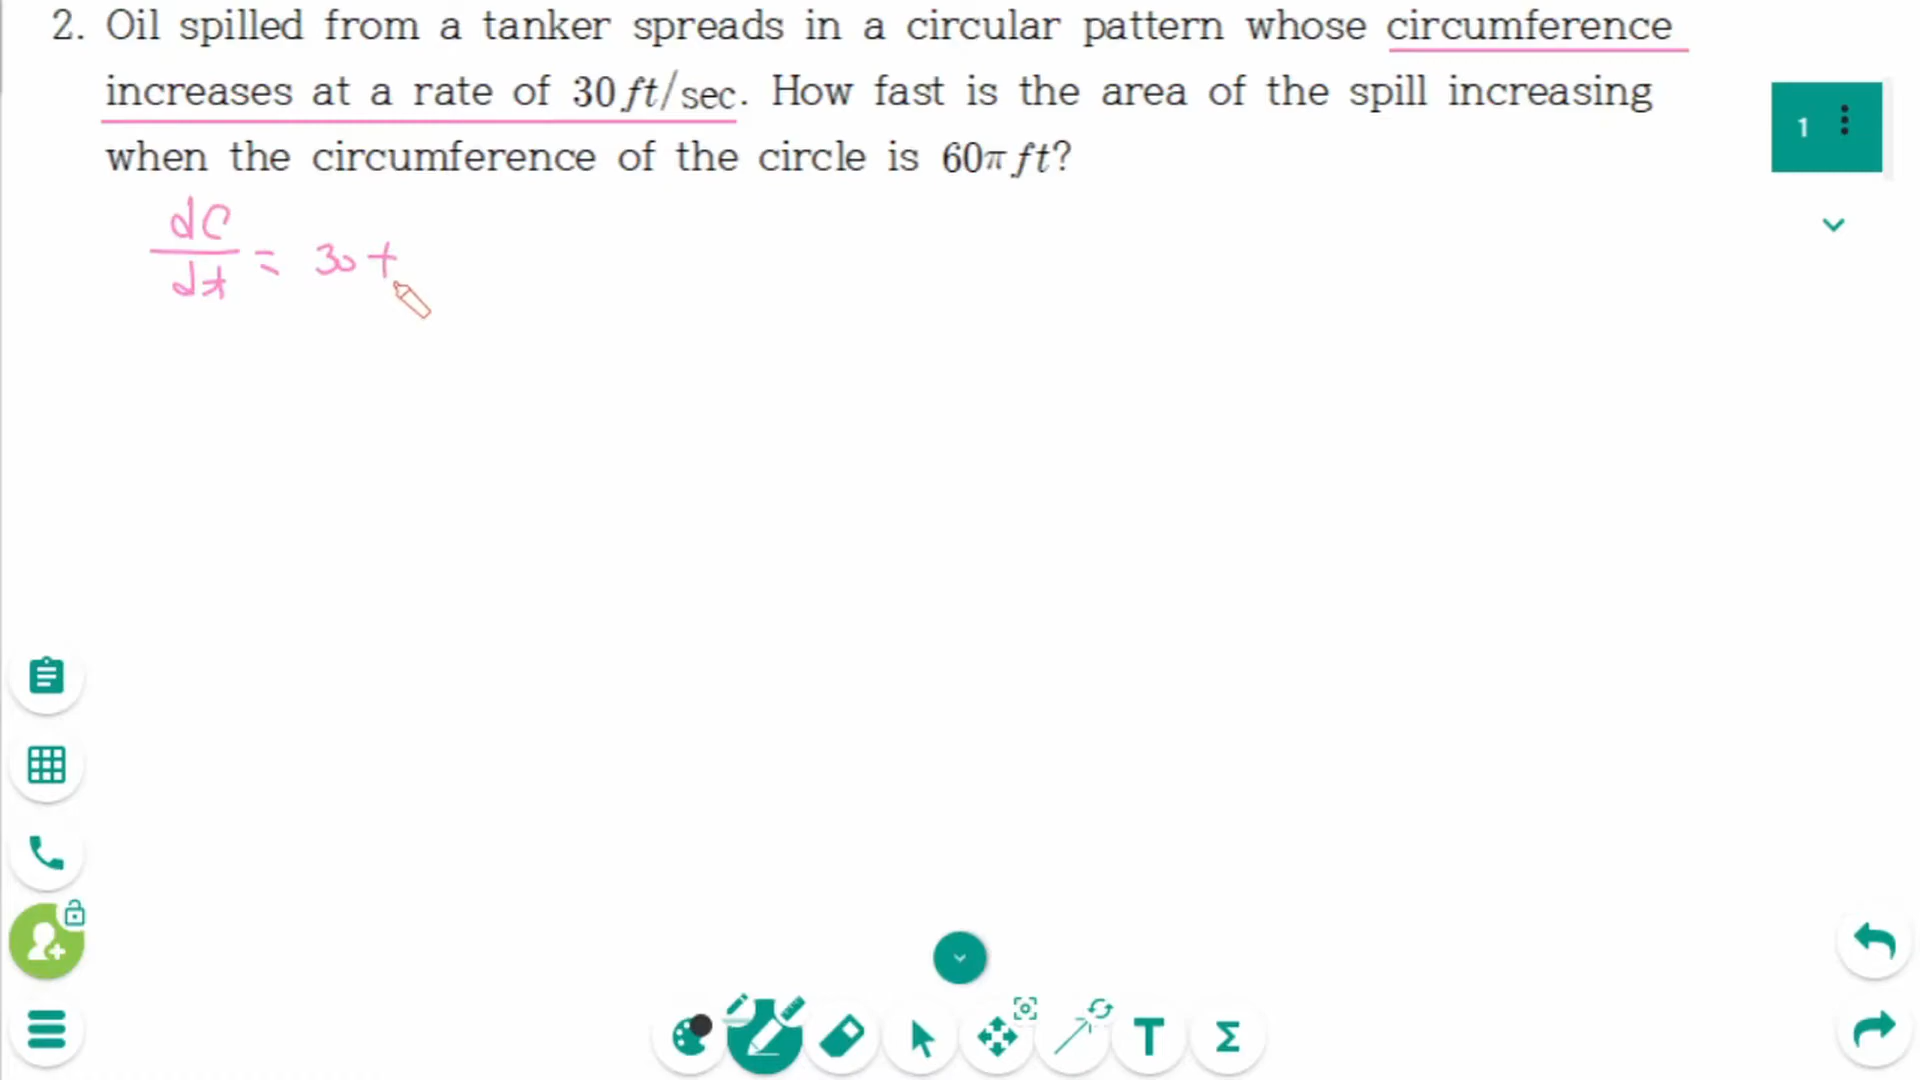 2. Oil spilled from a tanker spreads in a circular pattern whose circumference
increases at a rate of 30 ft/sec. How fast is the area of the spill increasing
when the circumference of the circle is 60π ft?
dC/dt = 30 +
1
T
Σ